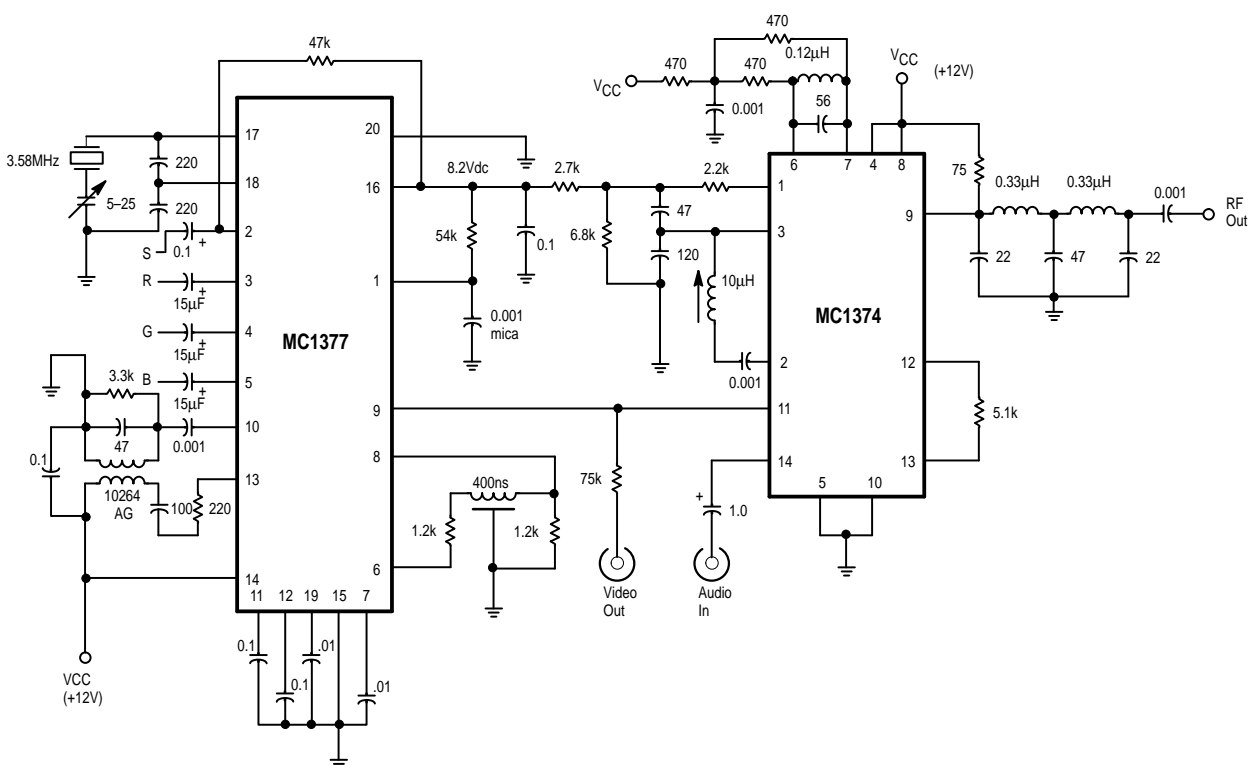 470
47k
0.12µH
VCC
(+12V)
470
470
VCC
0.001
56
17
20
3.58MHz
220
6
7
4
8
8.2Vdc
2.7k
2.2k
75
0.33µH
0.33µH
0.001
18
16
1
5–25
220
47
9
RF
Out
S
0.1
+
2
54k
0.1
6.8k
3
120
22
47
22
R
+
15µF
3
1
10µH
0.001
mica
MC1377
MC1374
G
+
15µF
4
2
12
0.001
3.3k
B
+
15µF
5
9
11
5.1k
47
0.001
10
0.1
8
14
13
13
75k
10264
AG
100
220
400ns
+
1.0
5
10
1.2k
1.2k
6
14
11
12
19
15
7
Video
Out
Audio
In
0.1
.01
0.1
.01
VCC
(+12V)